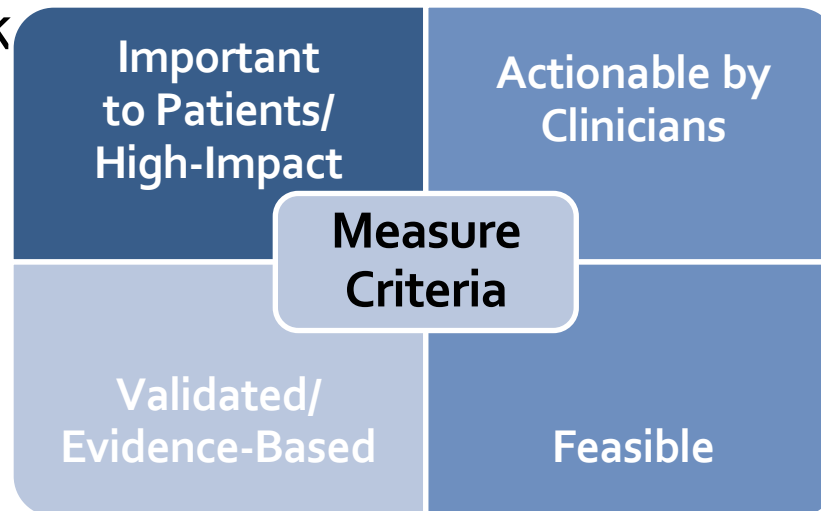 Important
to Patients/
High-Impact
Actionable by
Clinicians
Measure
Criteria
Validated/
Evidence-Based
Feasible